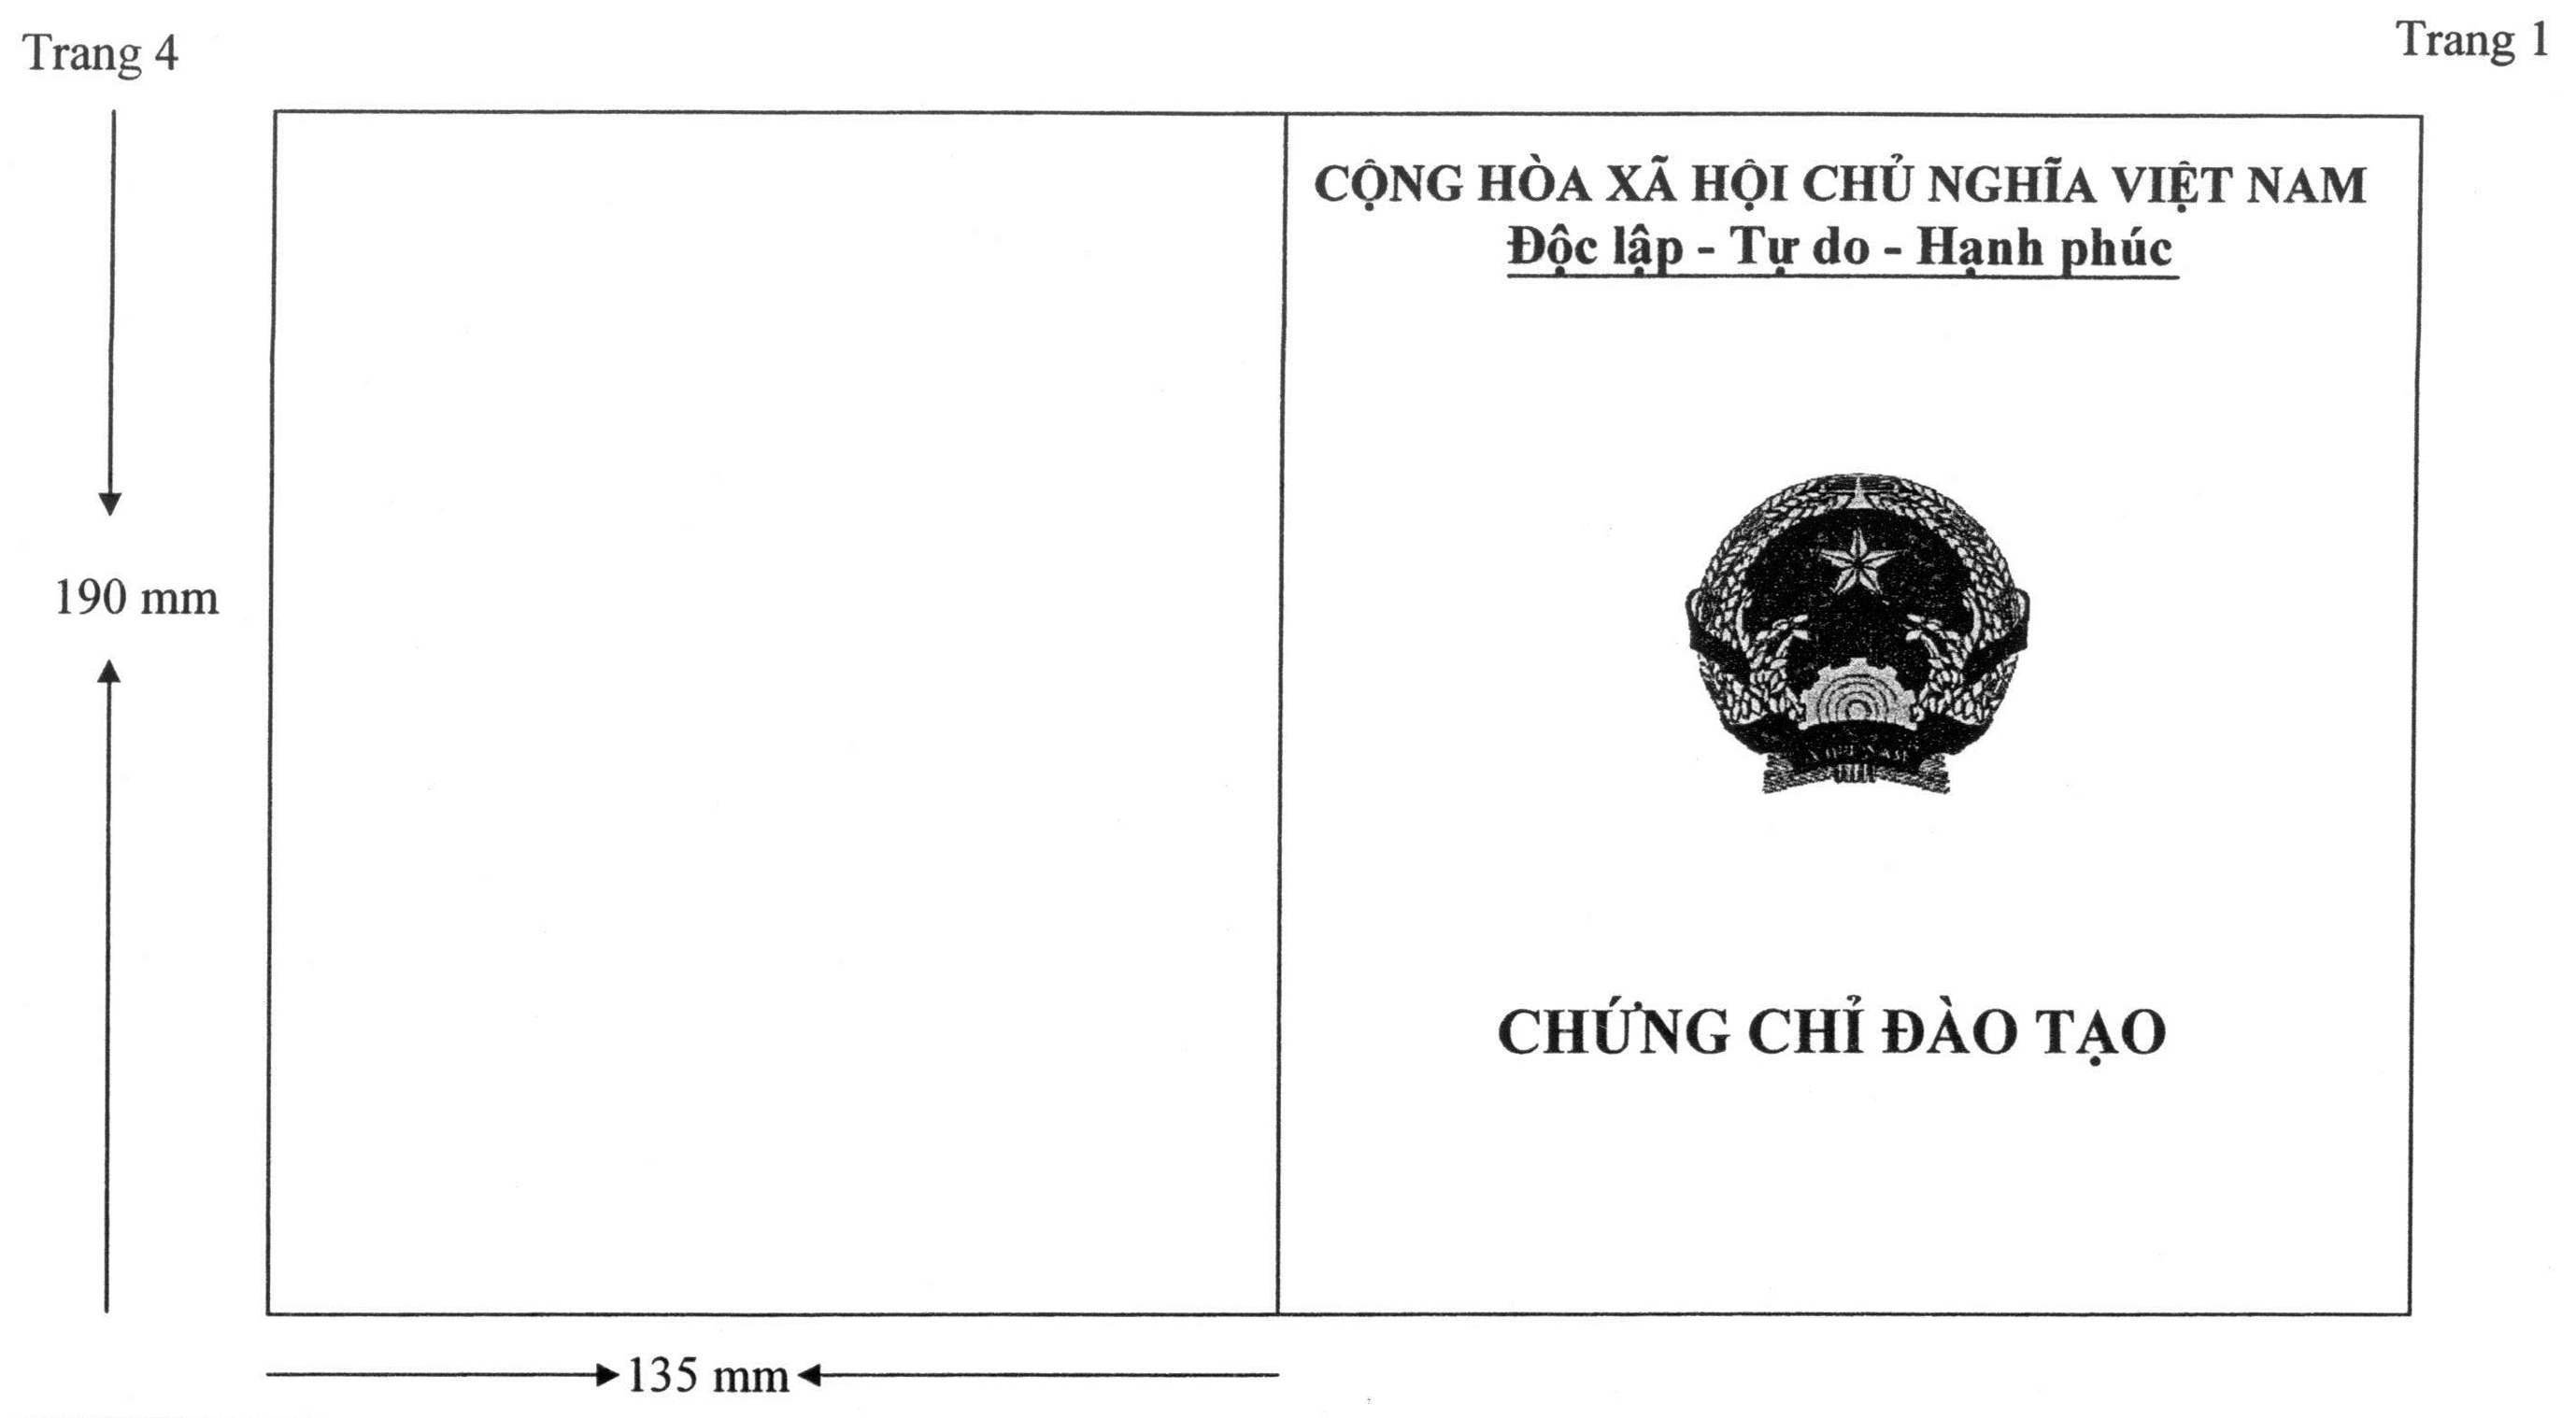 Trang 4
Trang 1
CỘNG HÒA XÃ HỘI CHỦ NGHĨA VIỆT NAM
Độc lập - Tự do - Hạnh phúc
190 mm
CHỨNG CHỈ ĐÀO TẠO
135 mm